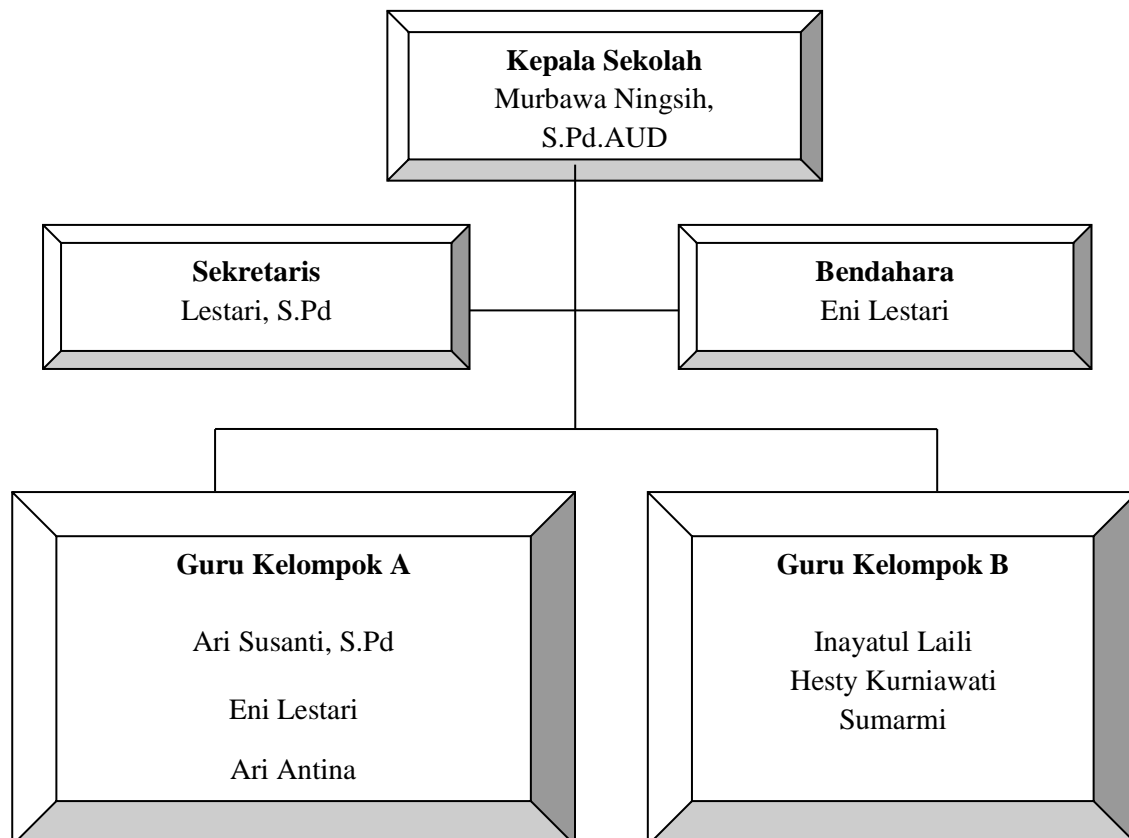 Kepala Sekolah
Murbawa Ningsih,
S.Pd.AUD
Sekretaris
Lestari, S.Pd
Bendahara
Eni Lestari
Guru Kelompok A
Ari Susanti, S.Pd
Eni Lestari
Ari Antina
Guru Kelompok B
Inayatul Laili
Hesty Kurniawati
Sumarmi